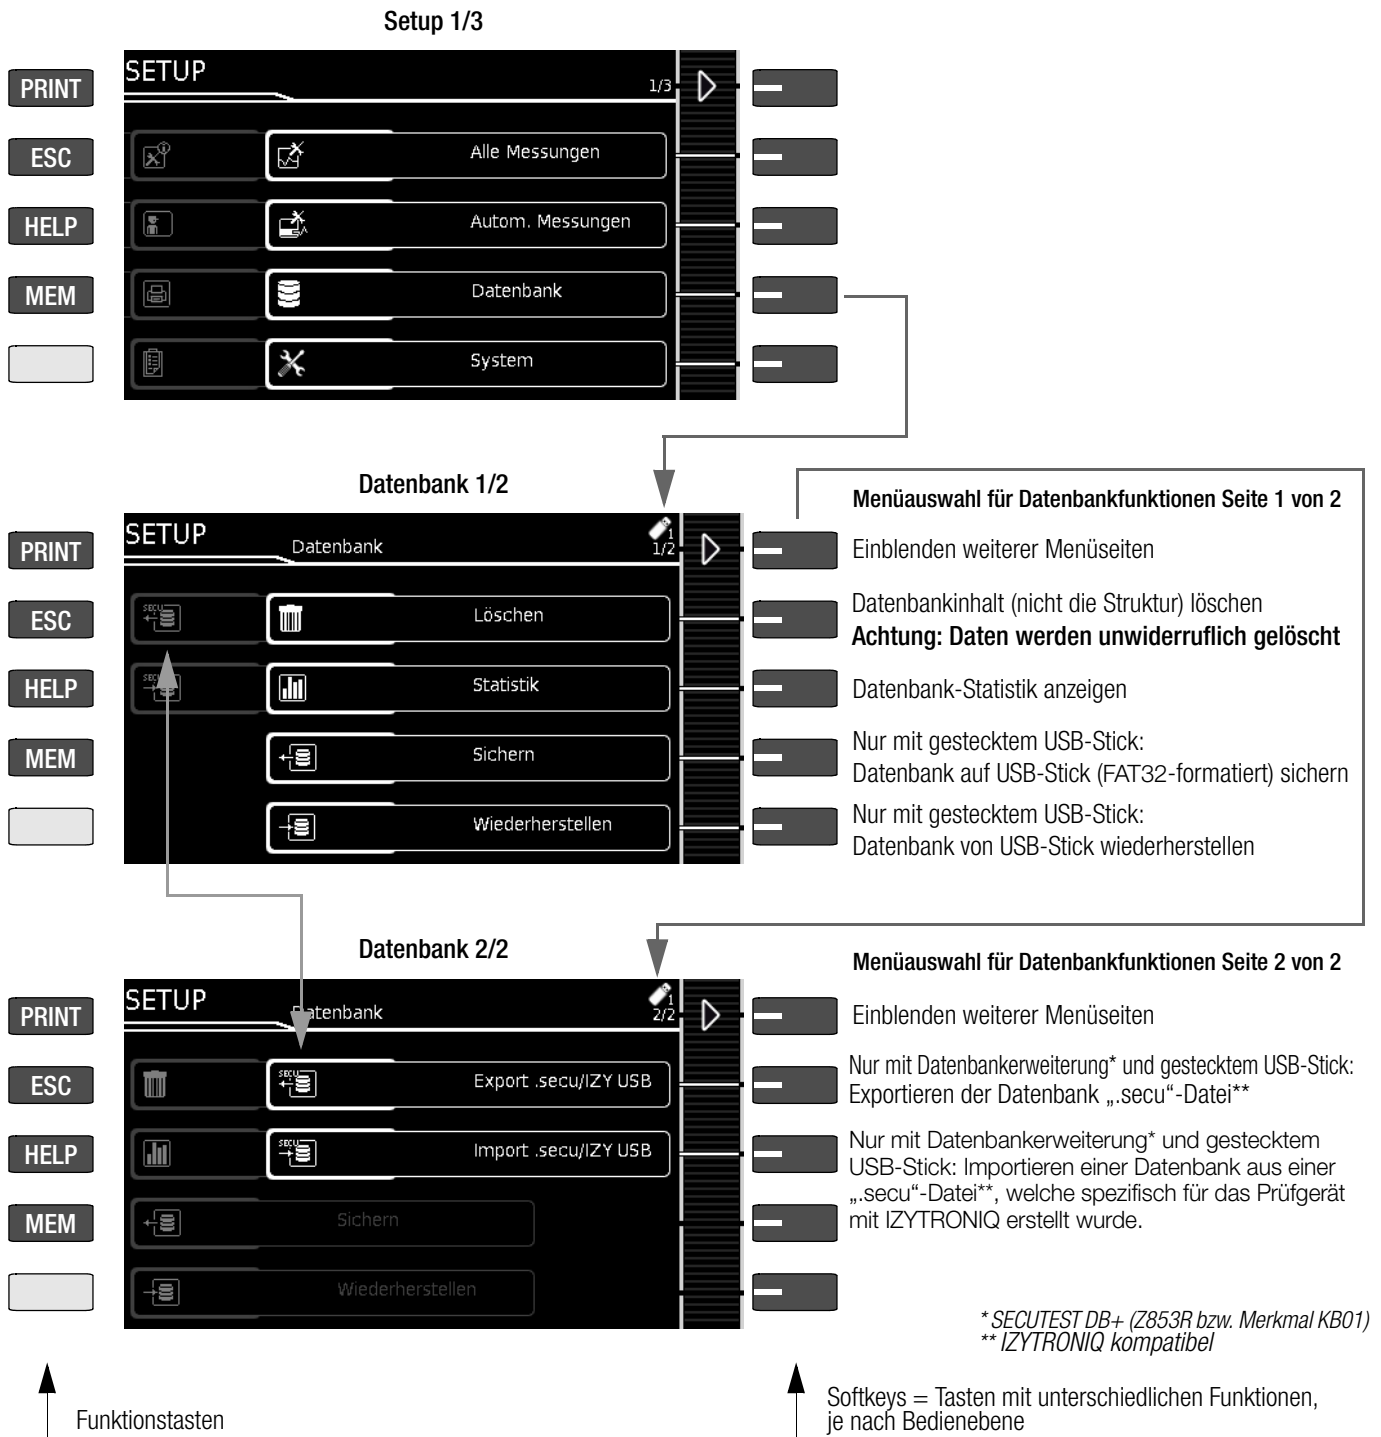 Setup 1/3
SETUP
1/3
PRINT
ESC
Alle Messungen
HELP
Autom. Messungen
MEM
Datenbank
System
Datenbank 1/2
Menüauswahl für Datenbankfunktionen Seite 1 von 2
SETUP
Datenbank
1
1/2
PRINT
Einblenden weiterer Menüseiten
SECU
ESC
Löschen
Datenbankinhalt (nicht die Struktur) löschen
Achtung: Daten werden unwiderruflich gelöscht
SECU
HELP
Statistik
Datenbank-Statistik anzeigen
MEM
Sichern
Nur mit gestecktem USB-Stick:
Datenbank auf USB-Stick (FAT32-formatiert) sichern
Wiederherstellen
Nur mit gestecktem USB-Stick:
Datenbank von USB-Stick wiederherstellen
Datenbank 2/2
Menüauswahl für Datenbankfunktionen Seite 2 von 2
SETUP
Datenbank
1
2/2
PRINT
Einblenden weiterer Menüseiten
ESC
SECU
Export .secu/IZY USB
Nur mit Datenbankerweiterung* und gestecktem USB-Stick:
Exportieren der Datenbank „.secu“-Datei**
HELP
SECU
Import .secu/IZY USB
Nur mit Datenbankerweiterung* und gestecktem
USB-Stick: Importieren einer Datenbank aus einer
„.secu“-Datei**, welche spezifisch für das Prüfgerät
mit IZYTRONIQ erstellt wurde.
MEM
Sichern
Wiederherstellen
* SECUTEST DB+ (Z853R bzw. Merkmal KB01)
** IZYTRONIQ kompatibel
Funktionstasten
Softkeys = Tasten mit unterschiedlichen Funktionen,
je nach Bedienebene